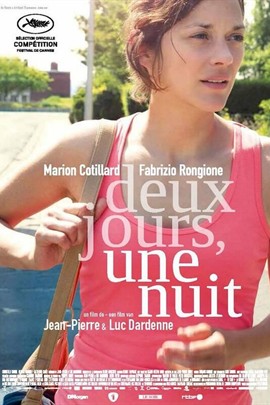 SÉLECTION OFFICIELLE
COMPÉTITION
FESTIVAL DE CANNES
Marion Cotillard   Fabrizio Rongione
deux
jours,
une
nuit
un film de - een film van
Jean-Pierre & Luc Dardenne